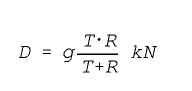 D = g T·R / T+R kN